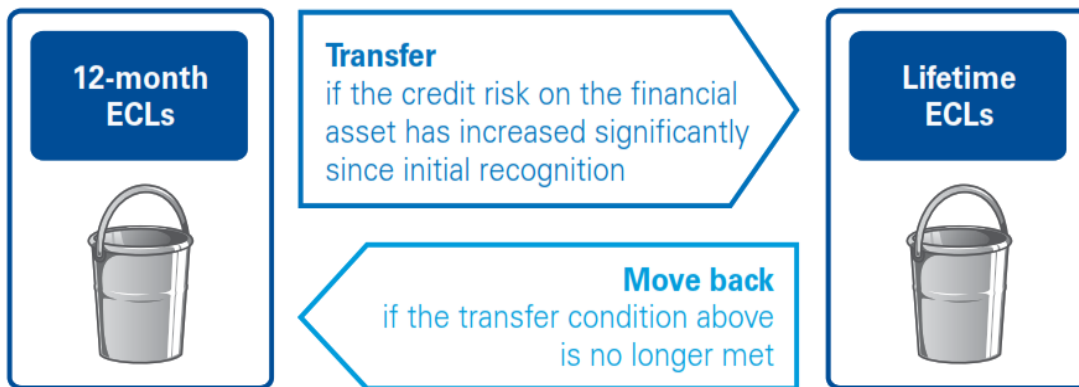 12-month
ECLs
Transfer
if the credit risk on the financial
asset has increased significantly
since initial recognition
Lifetime
ECLs
Move back
if the transfer condition above
is no longer met